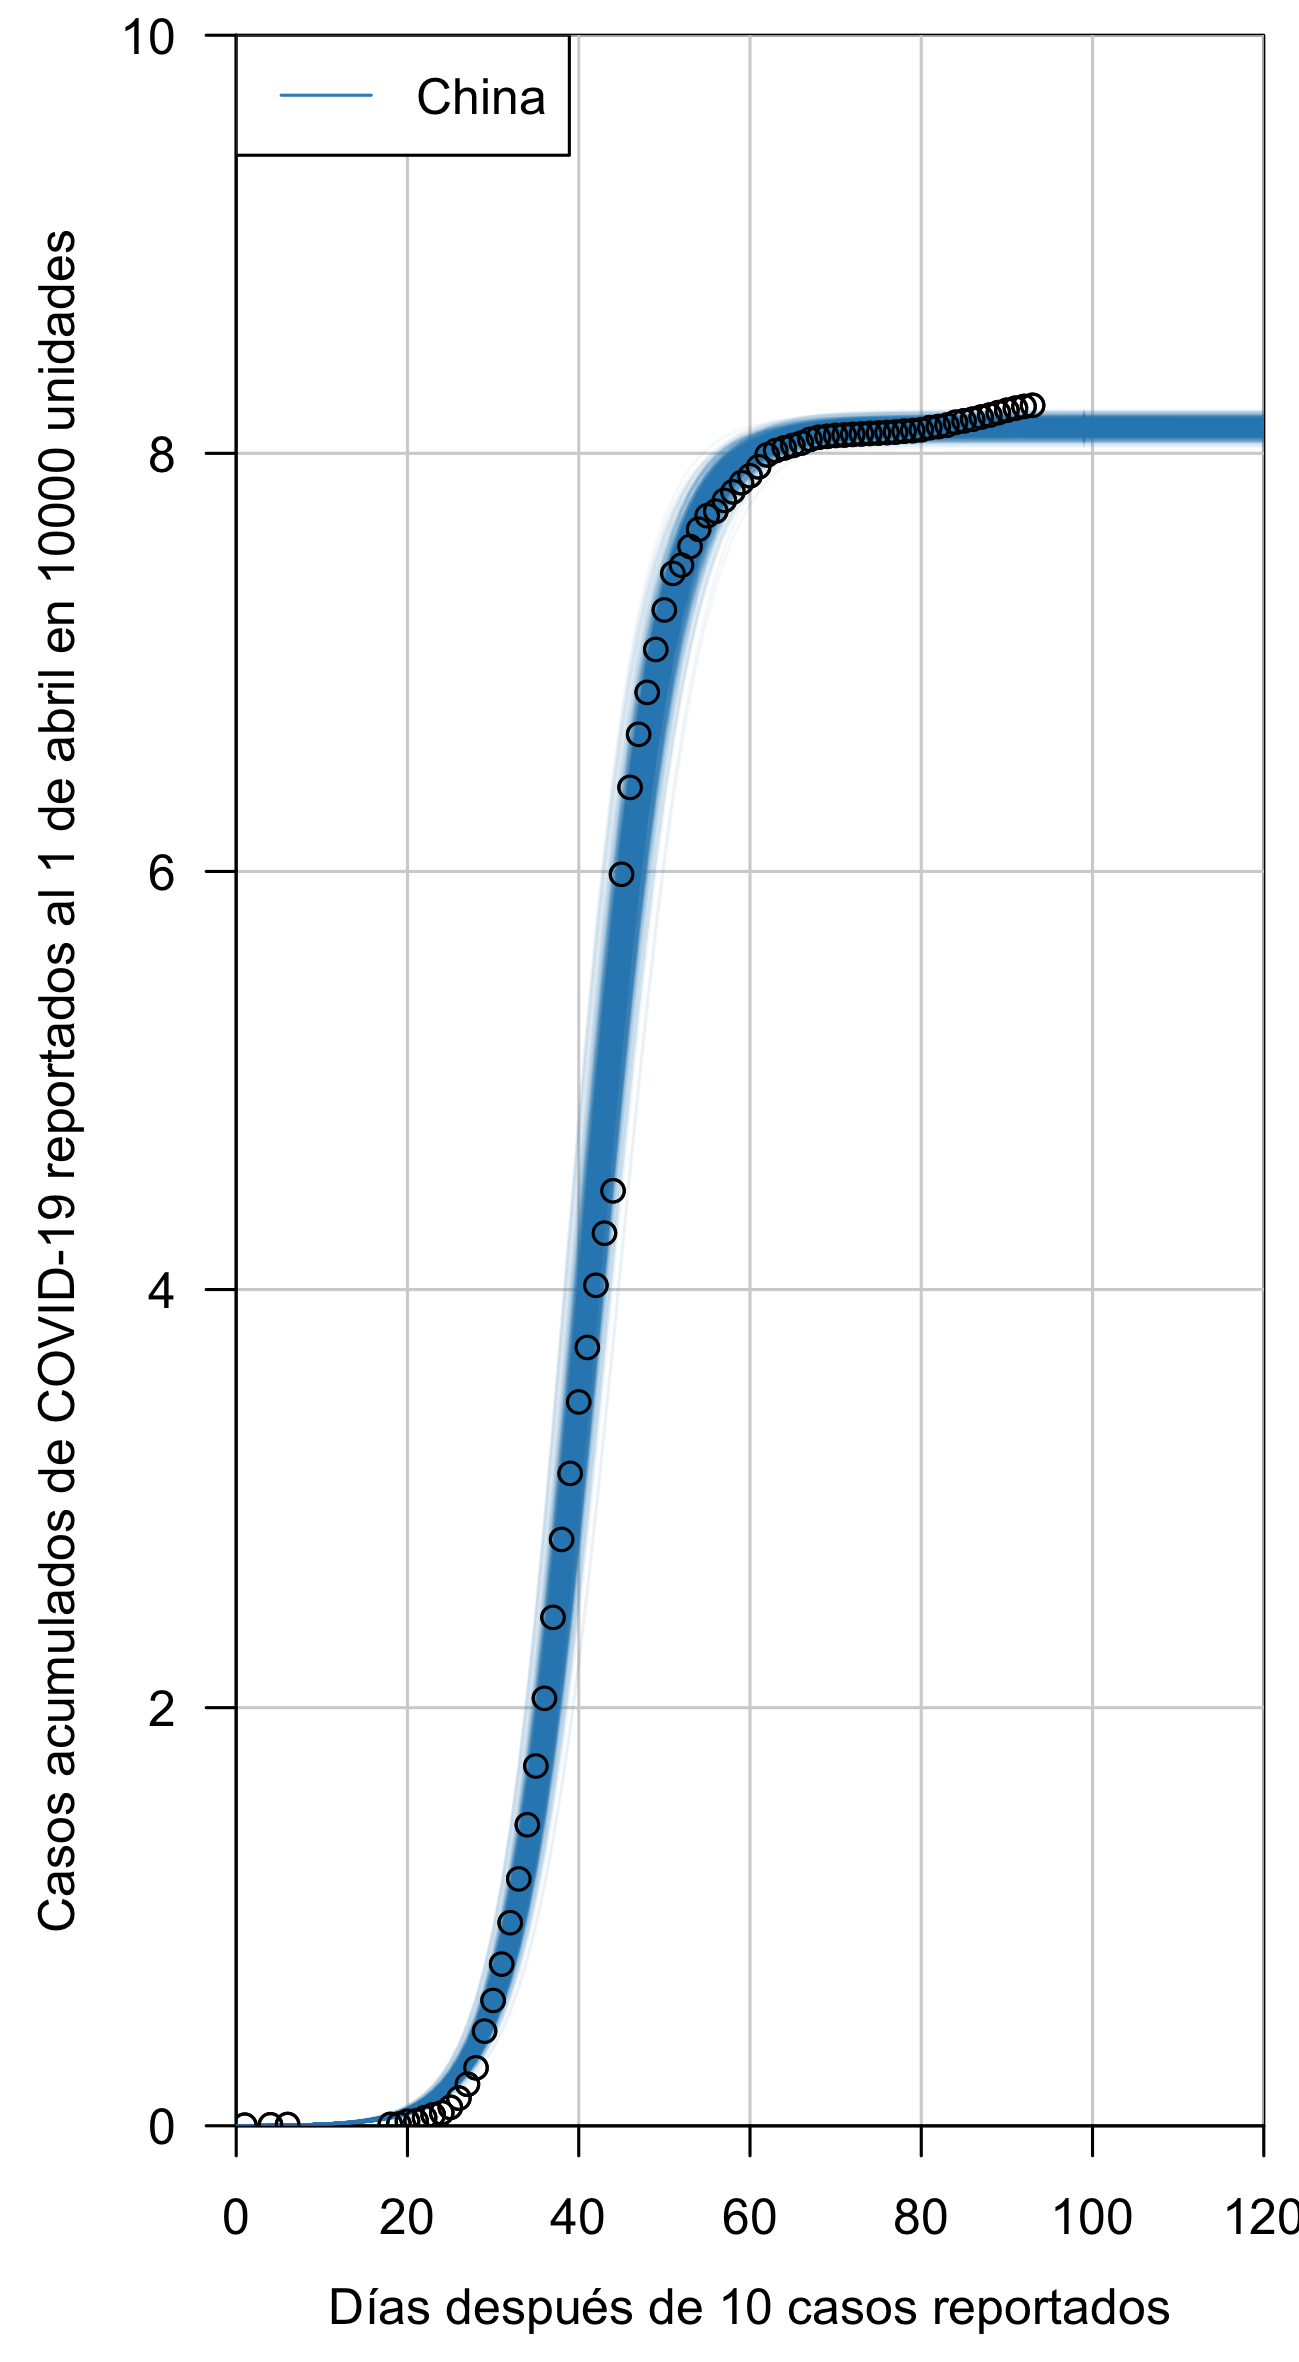 China
10
8
6
4
2
0
Casos acumulados de COVID-19 reportados al 1 de abril en 10000 unidades
0 20 40 60 80 100 120
Días después de 10 casos reportados